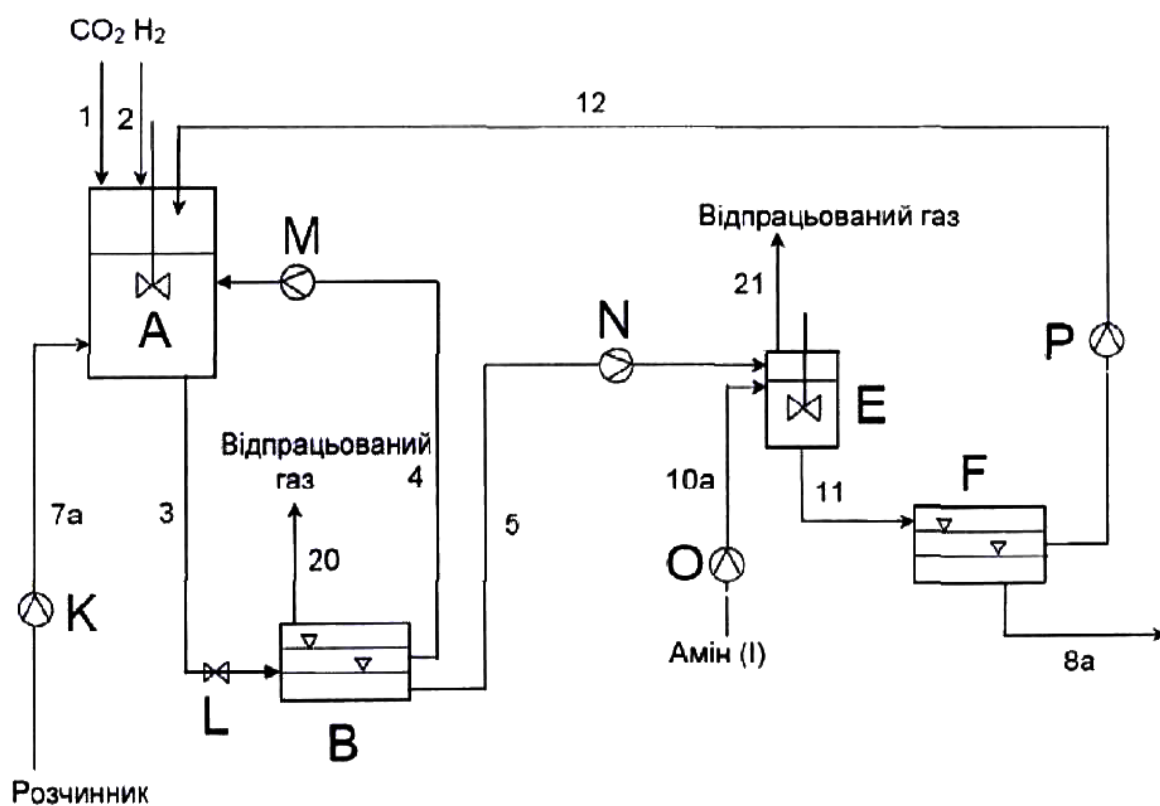 CO₂ H₂
12
1
2
Відпрацьований газ
M
21
N
A
P
E
Відпрацьований
газ
4
10a
F
7a
3
5
11
20
O
K
Амін (I)
8a
L
B
Розчинник